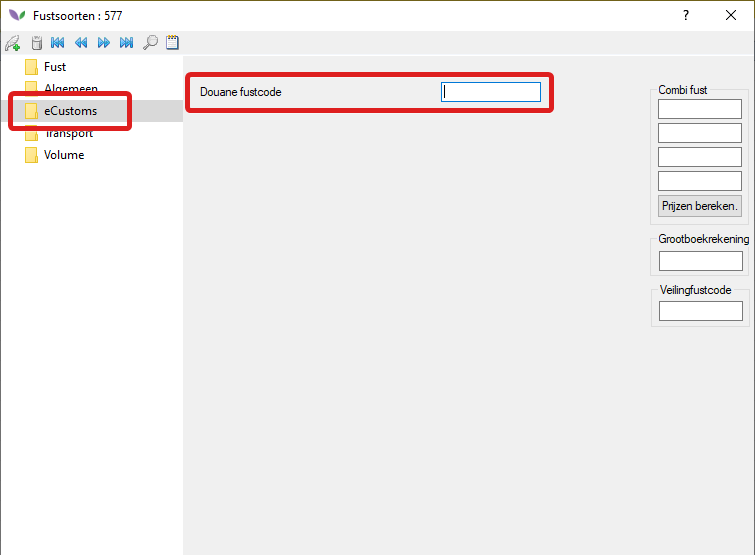 Fustsoorten : 577
?
Fust
Algemeen
eCustoms
Transport
Volume
Douane fustcode
Combi fust
Prijzen bereken.
Grootboekrekening
Veilingfustcode